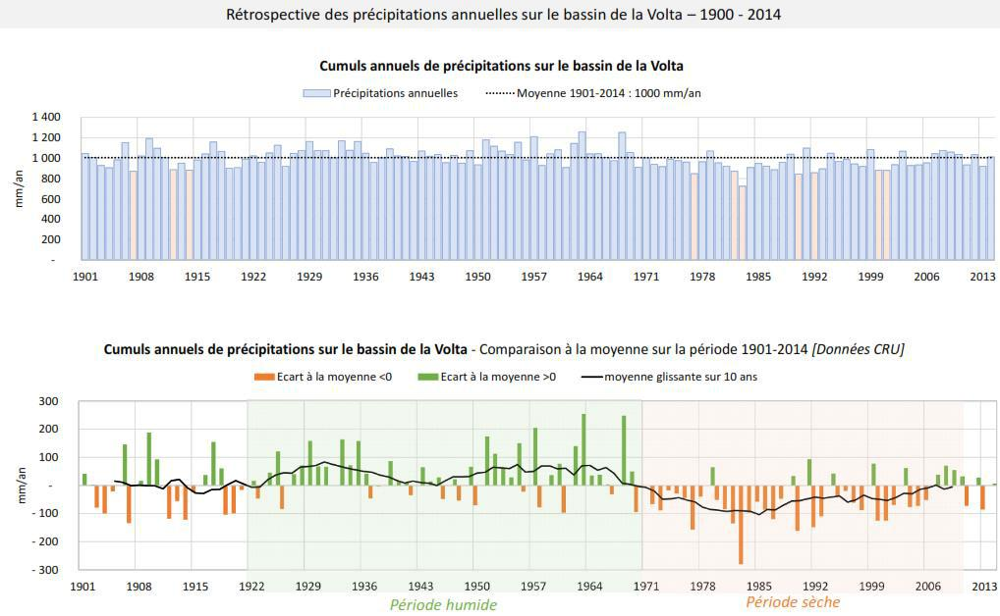 Rétrospective des précipitations annuelles sur le bassin de la Volta – 1900 - 2014
Cumuls annuels de précipitations sur le bassin de la Volta
Précipitations annuelles Moyenne 1901-2014 : 1000 mm/an
1 400
1 200
1 000
800
600
400
200
-
mm/an
1901 1908 1915 1922 1929 1936 1943 1950 1957 1964 1971 1978 1985 1992 1999 2006 2013
Cumuls annuels de précipitations sur le bassin de la Volta - Comparaison à la moyenne sur la période 1901-2014 [Données CRU]
Ecart à la moyenne <0 Ecart à la moyenne >0 moyenne glissante sur 10 ans
300
200
100
-
- 100
- 200
- 300
mm/an
1901 1908 1915 1922 1929 1936 1943 1950 1957 1964 1971 1978 1985 1992 1999 2006 2013
Période humide Période sèche